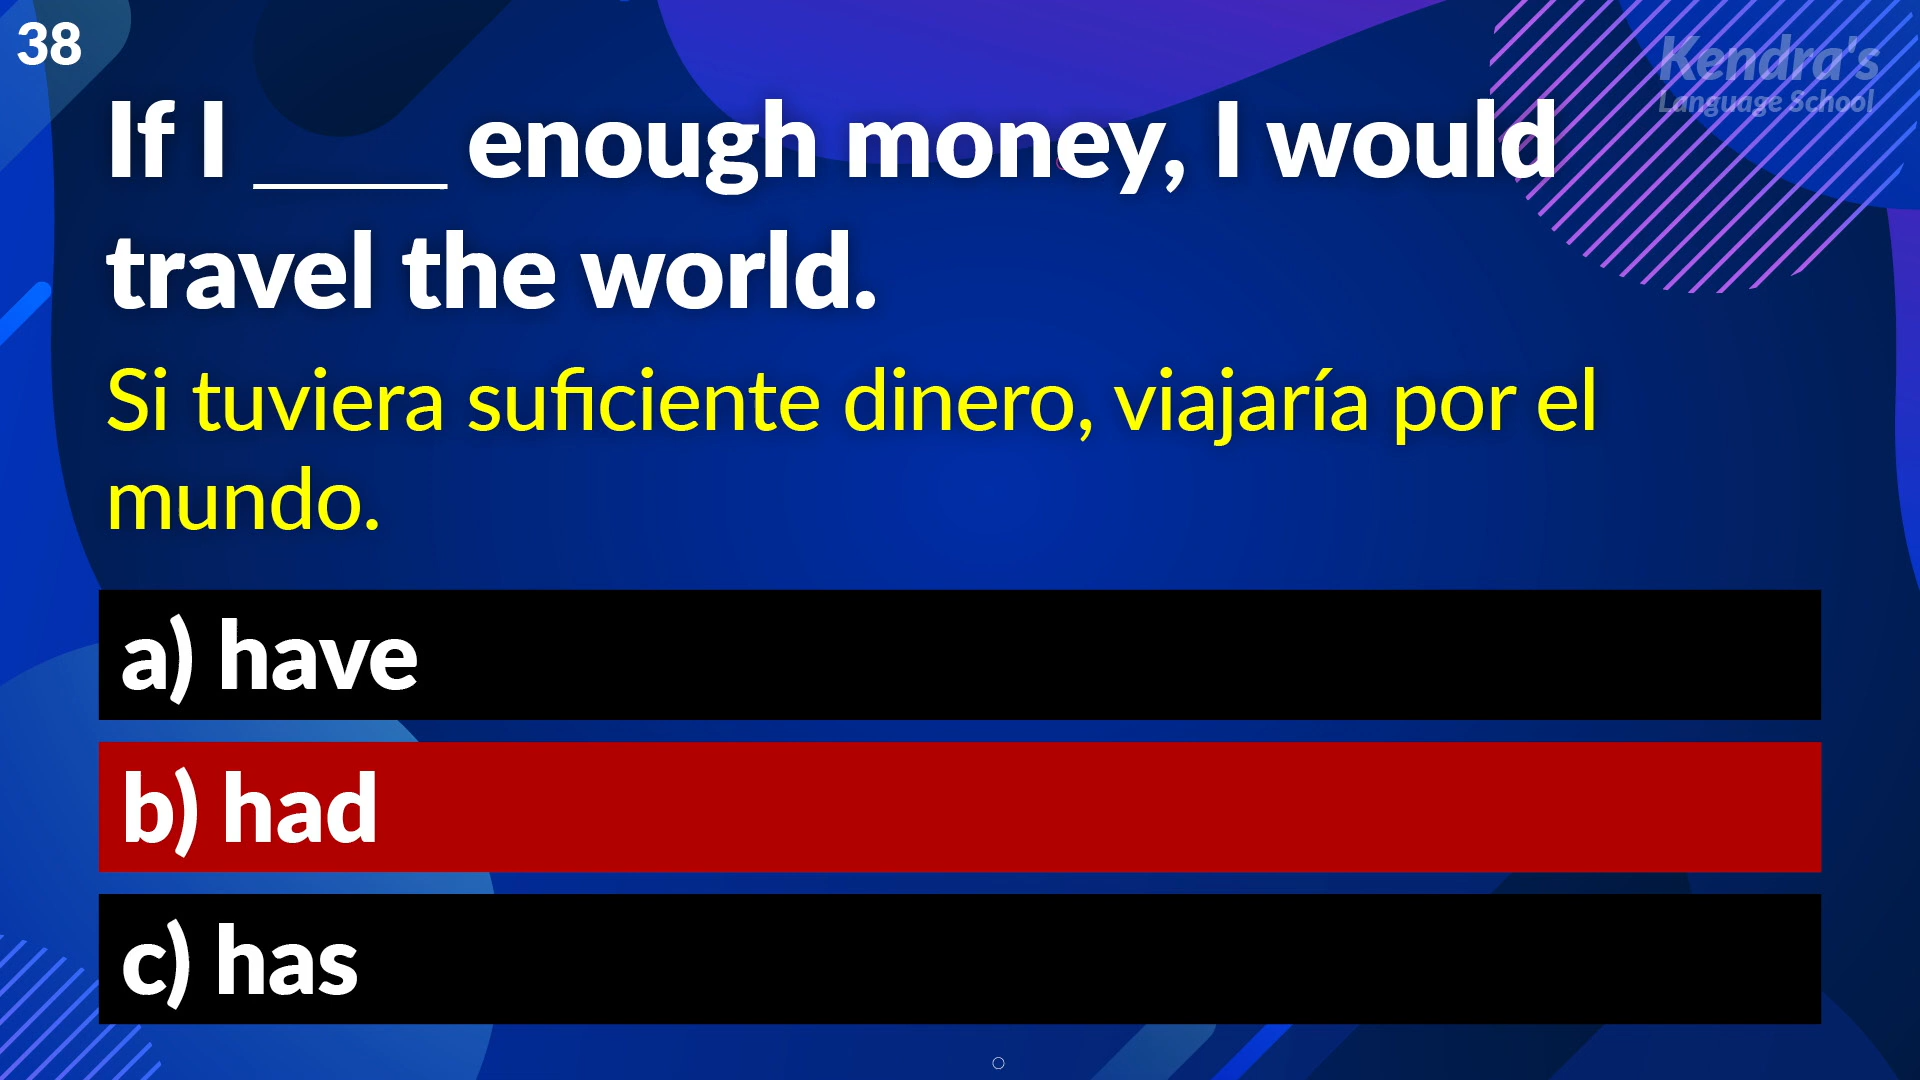 38
Kendra's
Language School
If I ____ enough money, I would
travel the world.
Si tuviera suficiente dinero, viajaría por el
mundo.
a) have
b) had
c) has